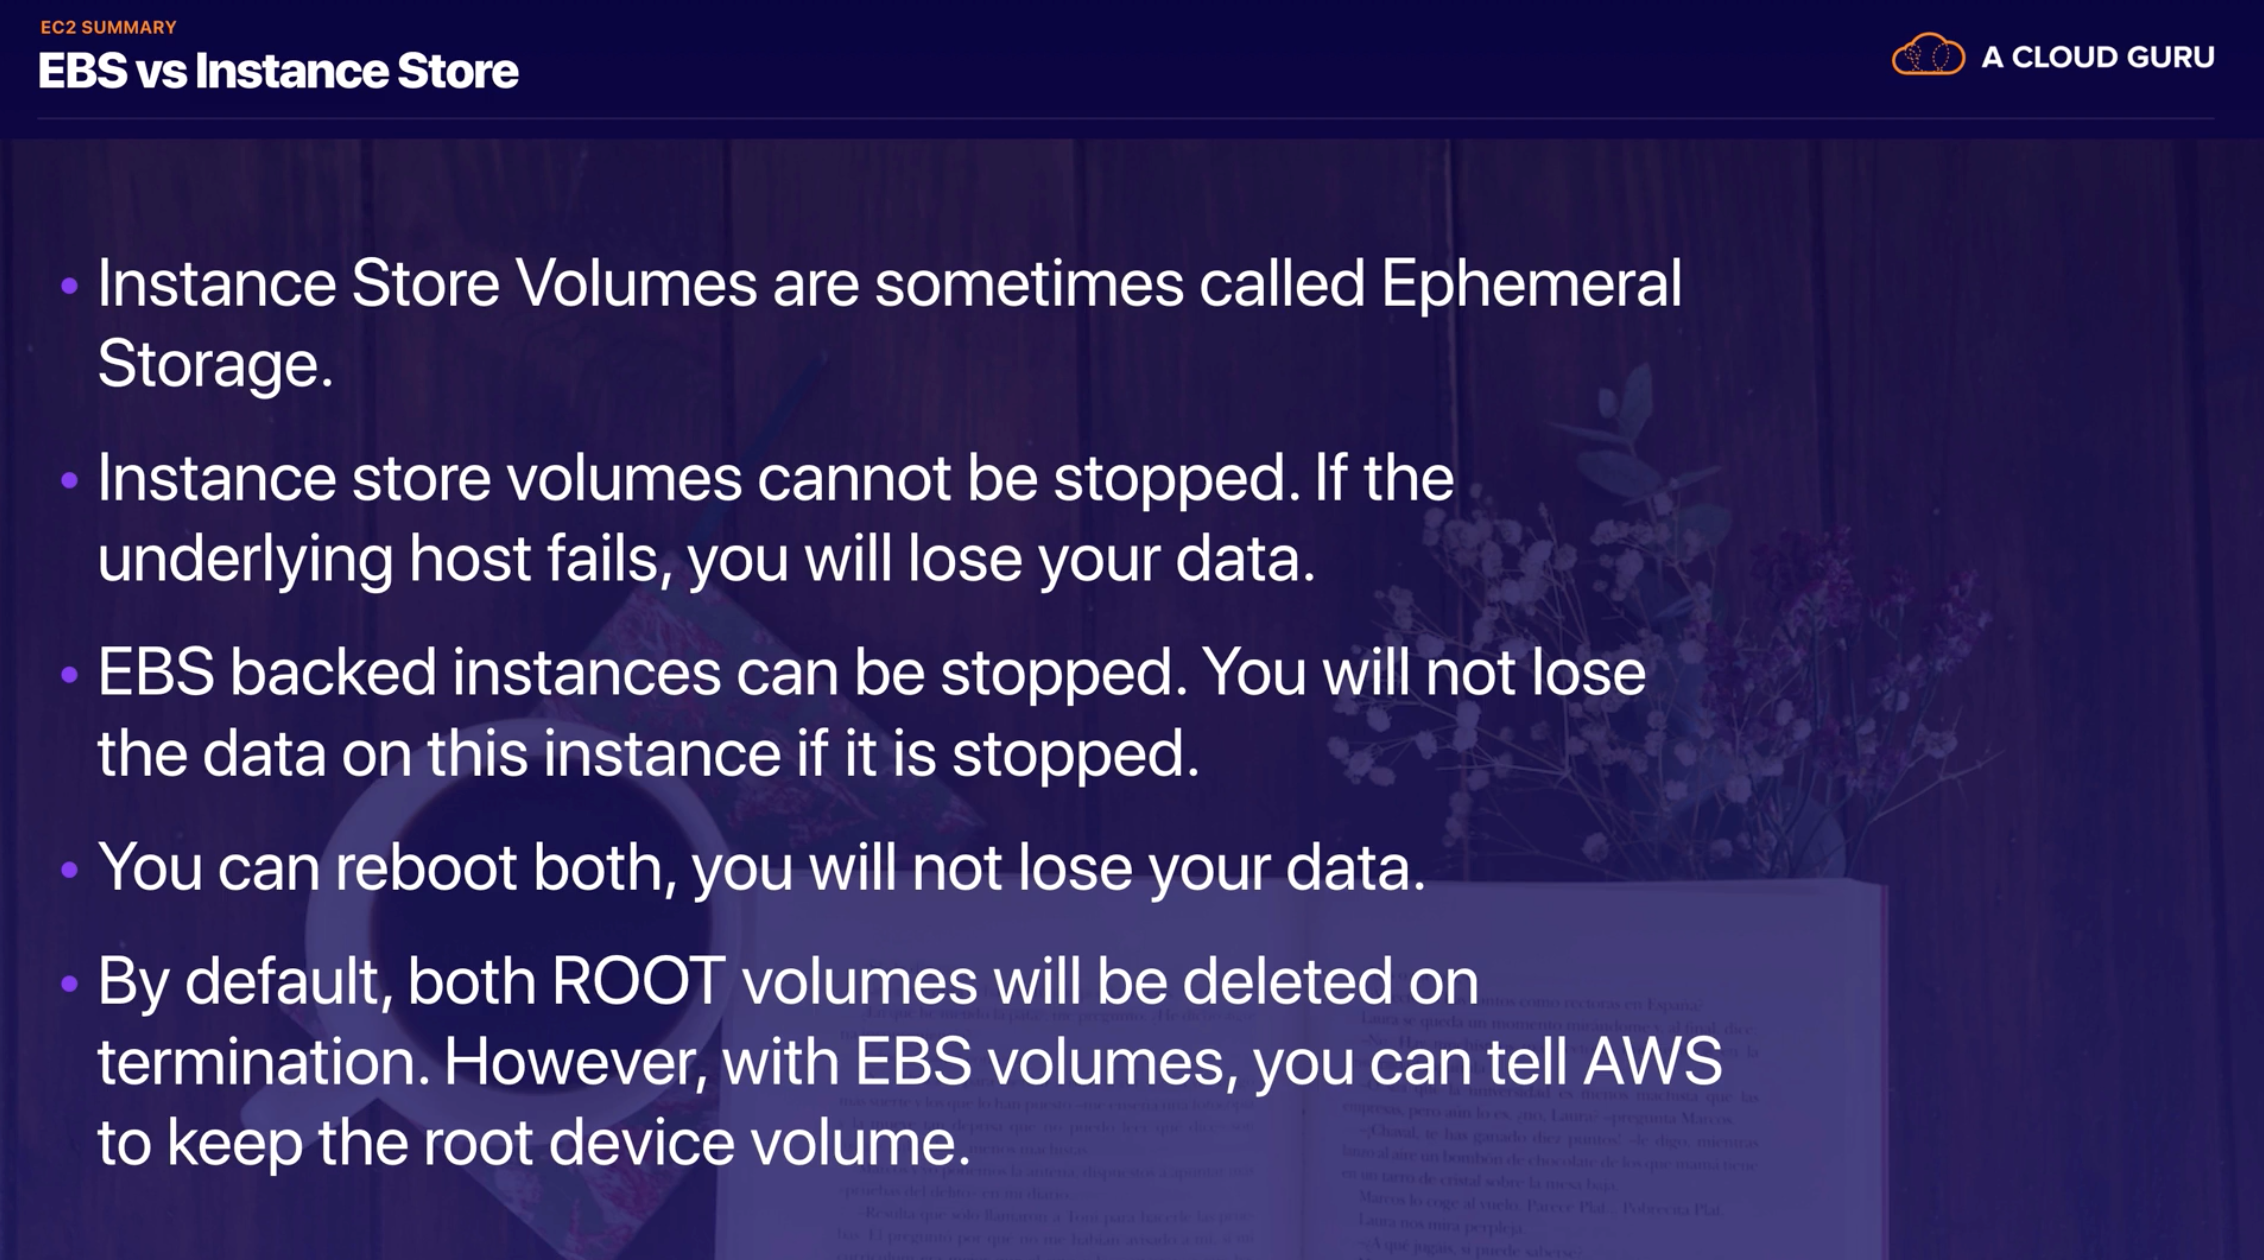 EC2 SUMMARY
EBS vs Instance Store
A CLOUD GURU
• Instance Store Volumes are sometimes called Ephemeral
Storage.
• Instance store volumes cannot be stopped. If the
underlying host fails, you will lose your data.
• EBS backed instances can be stopped. You will not lose
the data on this instance if it is stopped.
• You can reboot both, you will not lose your data.
• By default, both ROOT volumes will be deleted on
termination. However, with EBS volumes, you can tell AWS
to keep the root device volume.